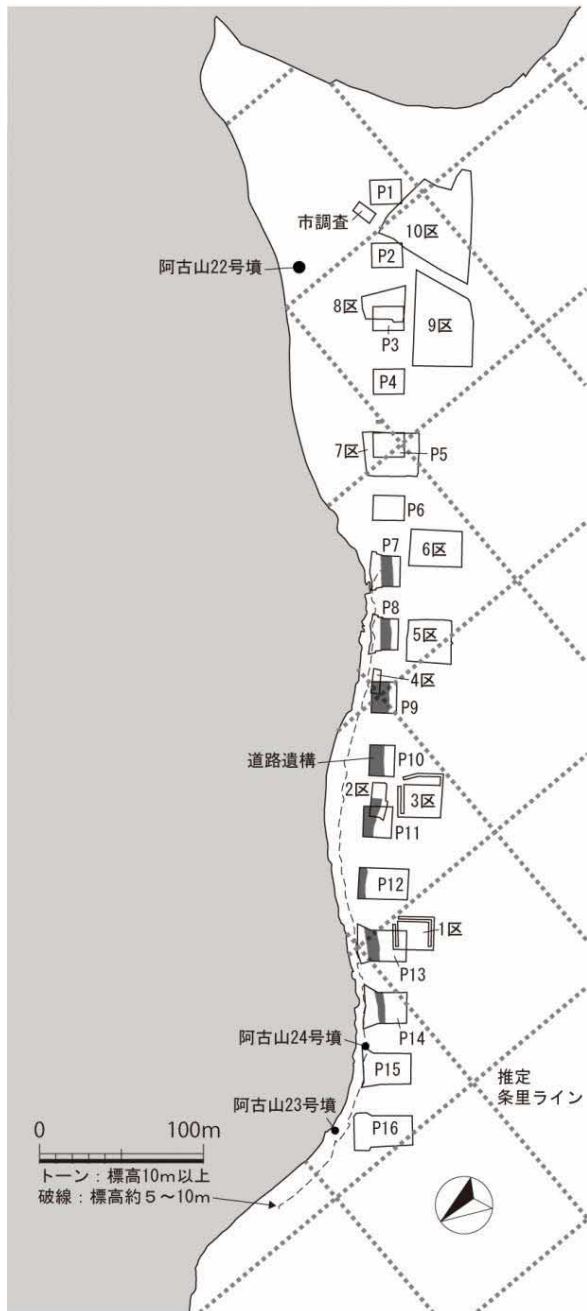 P1
市調査
10区
P2
阿古山22号墳
8区
9区
P3
P4
7区
P5
P6
P7
6区
P8
5区
4区
P9
道路遺構
P10
2区
3区
P11
P12
1区
P13
P14
阿古山24号墳
P15
推定
条里ライン
阿古山23号墳
P16
0 100m
トーン：標高10m以上
破線：標高約5～10m